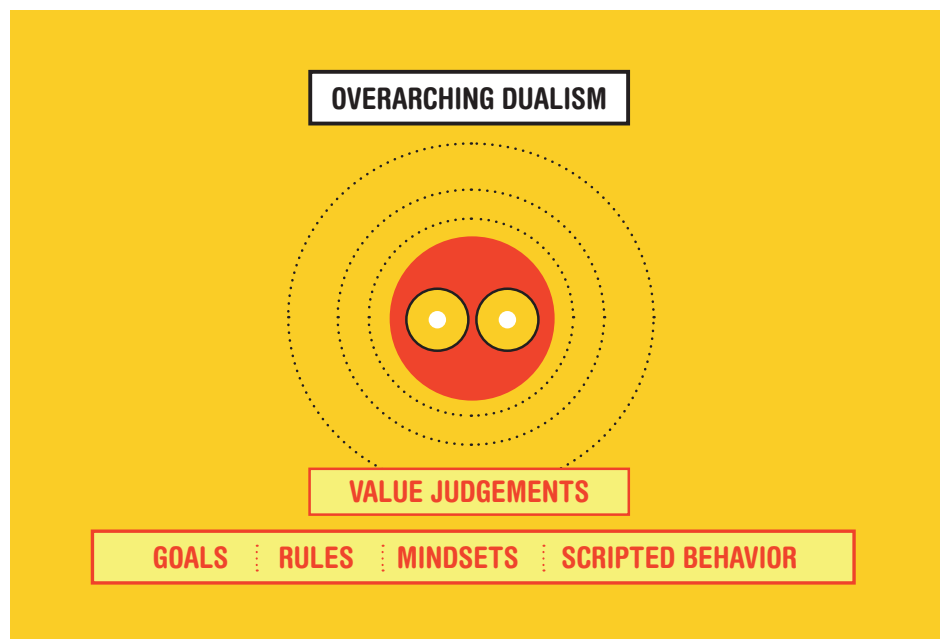 OVERARCHING DUALISM
VALUE JUDGEMENTS
GOALS RULES MINDSETS SCRIPTED BEHAVIOR